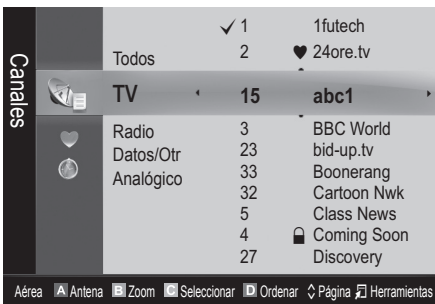 Canales
1 1futech
Todos 2 24ore.tv
TV 15 abc1
Radio 3 BBC World
Datos/Otr 23 bid-up.tv
Analógico 33 Boonerang
32 Cartoon Nwk
5 Class News
4 Coming Soon
27 Discovery
Aérea A Antena B Zoom C Seleccionar D Ordenar Página Herramientas